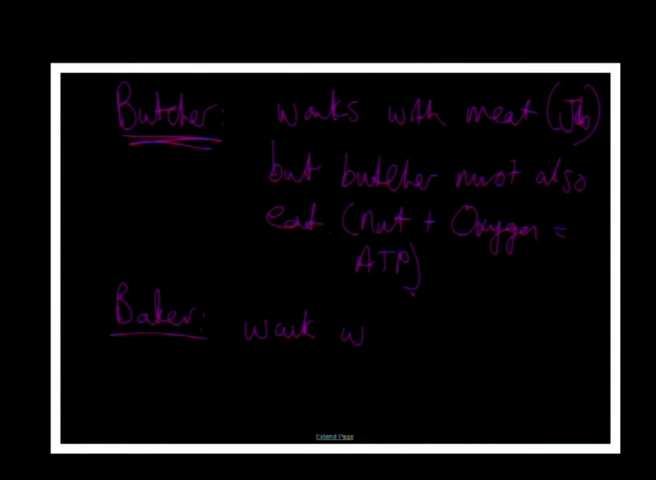 Butcher: works with meat (Job)
but butcher must also
eat. (Nut + Oxygen =
ATP)
Baker: work w
Extend Page